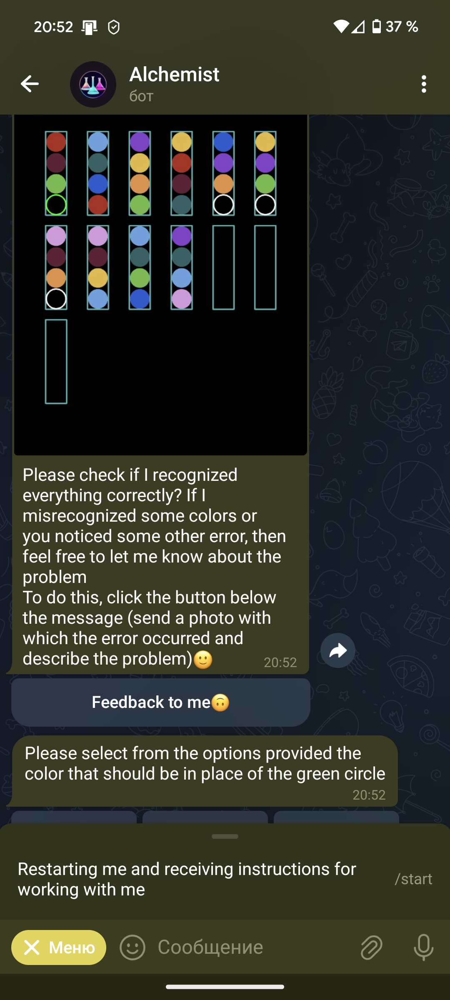 20:52
37 %
Alchemist
бот
Please check if I recognized
everything correctly? If I
misrecognized some colors or
you noticed some other error, then
feel free to let me know about the
problem
To do this, click the button below
the message (send a photo with
which the error occurred and
describe the problem)🙂
20:52
Feedback to me🙃
Please select from the options provided the
color that should be in place of the green circle
20:52
Restarting me and receiving instructions for
working with me
/start
Меню
Сообщение